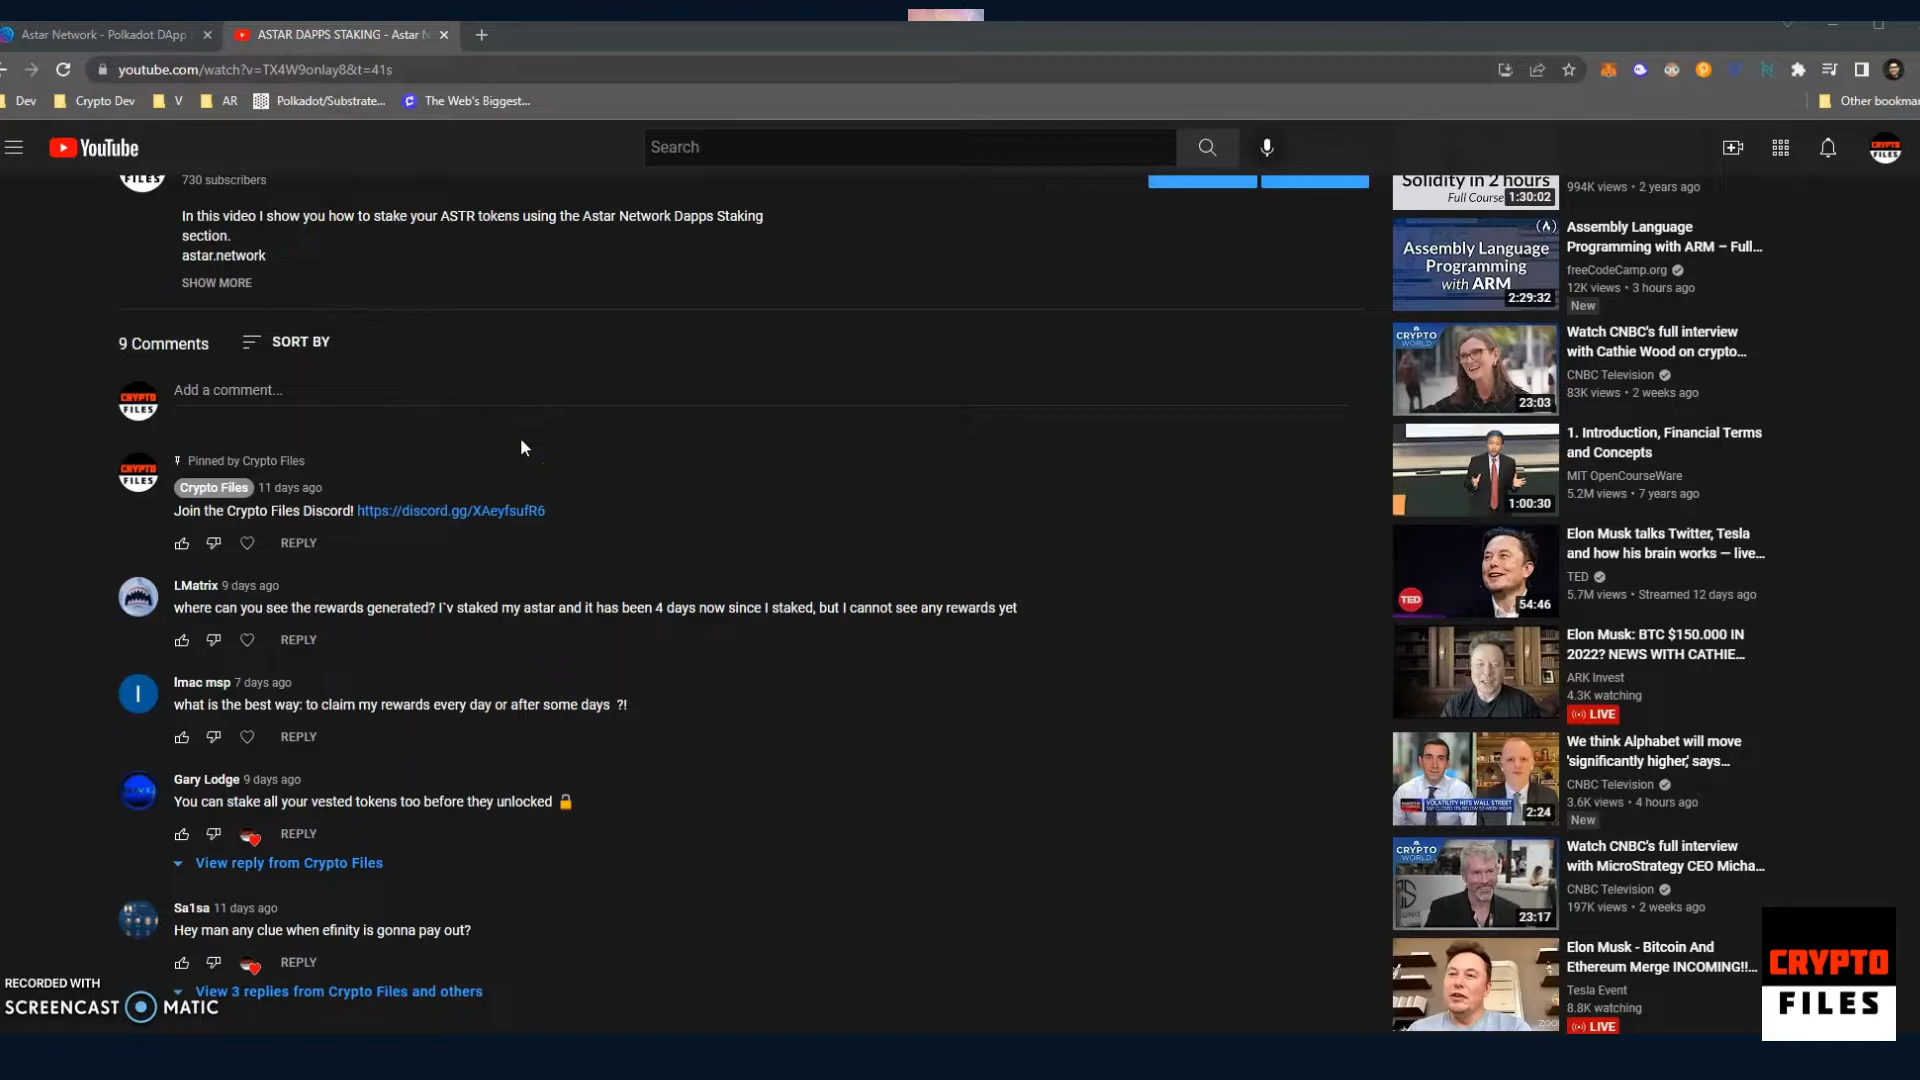 Astar Network - Polkadot DApp
ASTAR DAPPS STAKING - Astar N
youtube.com/watch?v=TX4W9onIay8&t=41s
Dev
Crypto Dev
V
AR
Polkadot/Substrate...
The Web's Biggest...
Other bookma
YouTube
Search
CRYPTO
FILES
FILES
730 subscribers
In this video I show you how to stake your ASTR tokens using the Astar Network Dapps Staking
section.
astar.network
SHOW MORE
9 Comments
SORT BY
CRYPTO
FILES
Add a comment...
CRYPTO
FILES
Pinned by Crypto Files
Crypto Files 11 days ago
Join the Crypto Files Discord! https://discord.gg/XAeyfsufR6
REPLY
LMatrix 9 days ago
where can you see the rewards generated? I`v staked my astar and it has been 4 days now since I staked, but I cannot see any rewards yet
REPLY
I
Imac msp 7 days ago
what is the best way: to claim my rewards every day or after some days ?!
REPLY
Gary Lodge 9 days ago
You can stake all your vested tokens too before they unlocked 🔒
REPLY
View reply from Crypto Files
Sa1sa 11 days ago
Hey man any clue when efinity is gonna pay out?
REPLY
View 3 replies from Crypto Files and others
RECORDED WITH
SCREENCAST MATIC
Solidity in 2 hours
Full Course
1:30:02
994K views • 2 years ago
Assembly Language
Programming
with ARM
2:29:32
Assembly Language
Programming with ARM – Full...
freeCodeCamp.org
12K views • 3 hours ago
New
CRYPTO
WORLD
23:03
Watch CNBC's full interview
with Cathie Wood on crypto...
CNBC Television
83K views • 2 weeks ago
1:00:30
1. Introduction, Financial Terms
and Concepts
MIT OpenCourseWare
5.2M views • 7 years ago
TED
54:46
Elon Musk talks Twitter, Tesla
and how his brain works — live...
TED
5.7M views • Streamed 12 days ago
Elon Musk: BTC $150.000 IN
2022? NEWS WITH CATHIE...
ARK Invest
4.3K watching
LIVE
VOLATILITY HITS WALL STREET
2:24
We think Alphabet will move
'significantly higher,' says...
CNBC Television
3.6K views • 4 hours ago
New
CRYPTO
WORLD
23:17
Watch CNBC's full interview
with MicroStrategy CEO Micha...
CNBC Television
197K views • 2 weeks ago
Elon Musk - Bitcoin And
Ethereum Merge INCOMING!!...
Tesla Event
8.8K watching
LIVE
CRYPTO
FILES